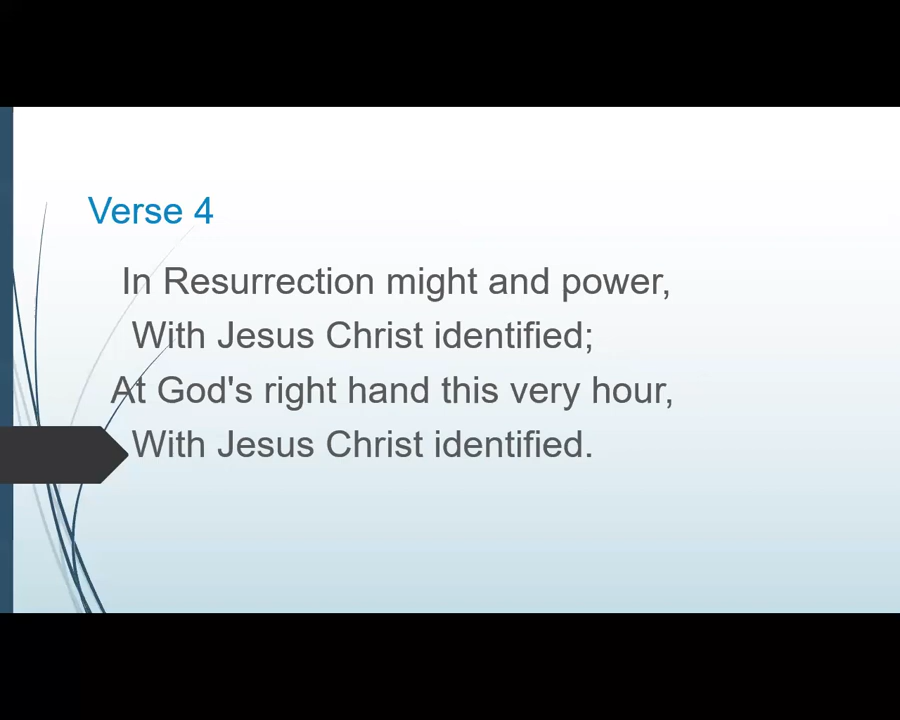 Verse 4
In Resurrection might and power,
With Jesus Christ identified;
At God's right hand this very hour,
With Jesus Christ identified.